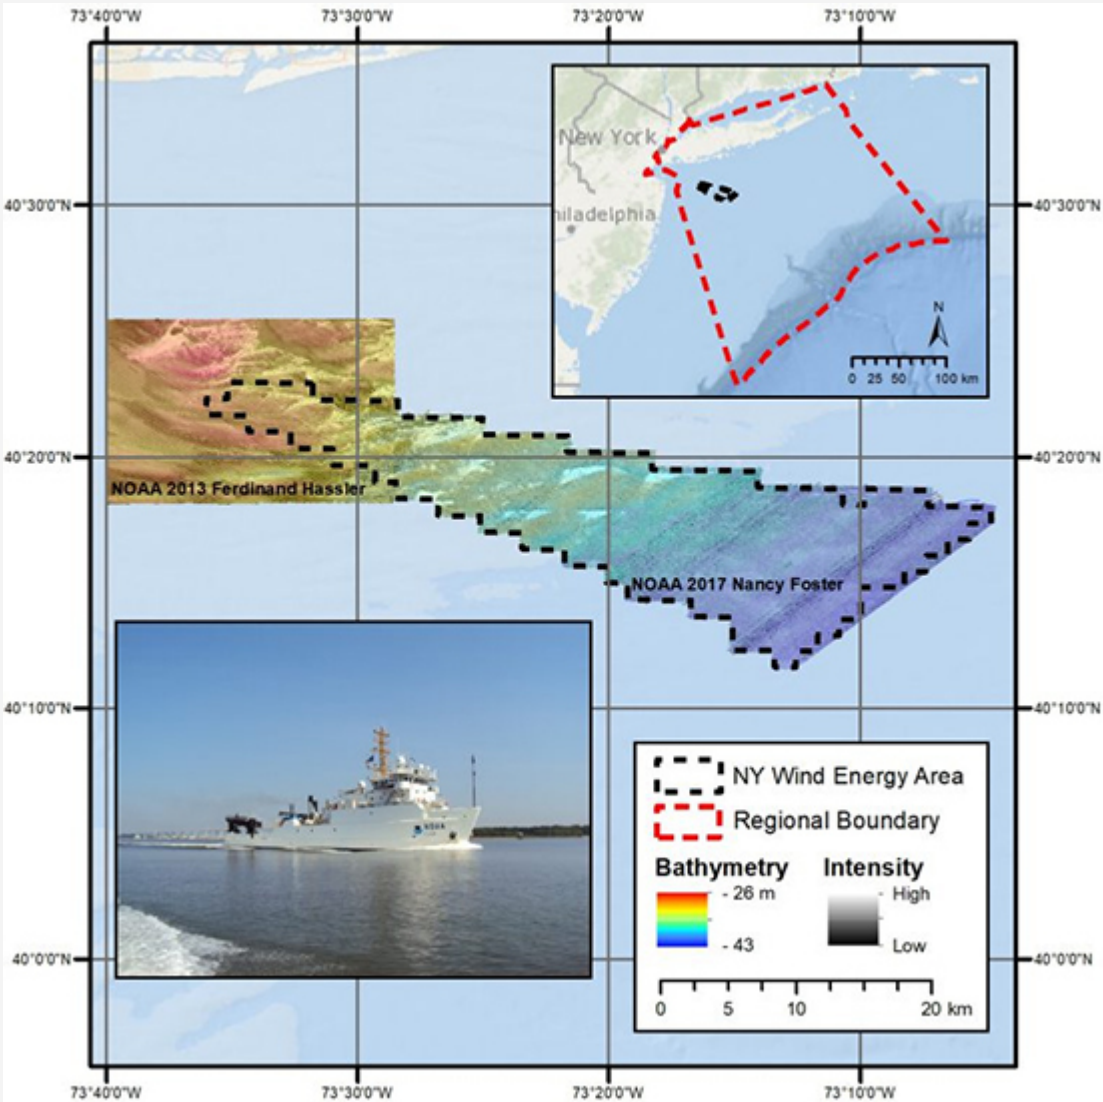 73°40'0"W 73°30'0"W 73°20'0"W 73°10'0"W
New York
40°30'0"N 40°30'0"N
hiladelphia
N
0 25 50 100 km
40°20'0"N 40°20'0"N
NOAA 2013 Ferdinand Hassler
NOAA 2017 Nancy Foster
40°10'0"N 40°10'0"N
NOAA
NY Wind Energy Area
Regional Boundary
Bathymetry Intensity
- 26 m High
- 43 Low
40°0'0"N 40°0'0"N
0 5 10 20 km
73°40'0"W 73°30'0"W 73°20'0"W 73°10'0"W